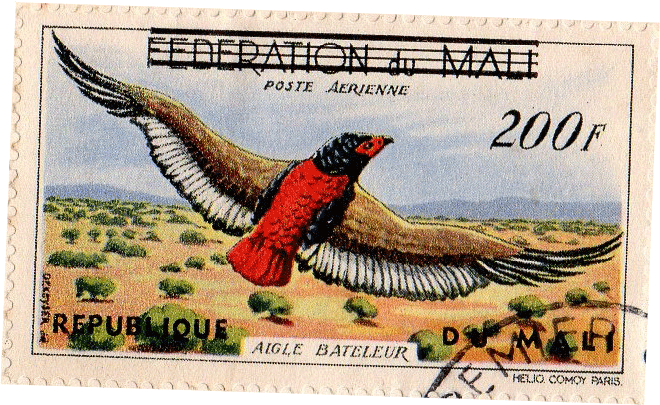 FEDERATION du MALI
POSTE AERIENNE
200F
REPUBLIQUE DU MALI
AIGLE BATELEUR
HELIO COMOY PARIS.